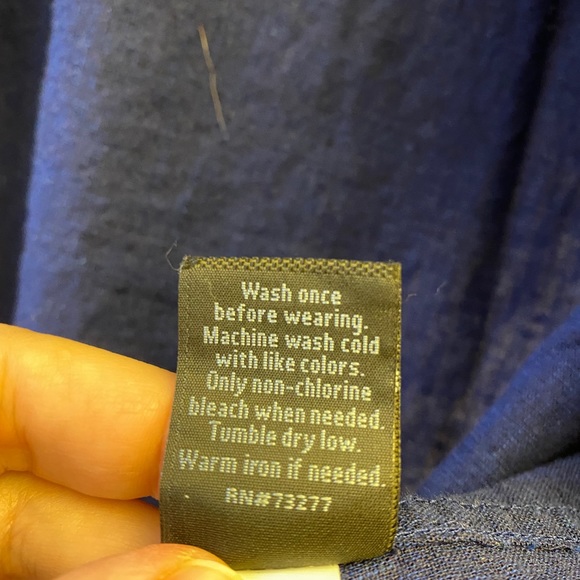 Wash once
before wearing.
Machine wash cold
with like colors.
Only non-chlorine
bleach when needed.
Tumble dry low.
Warm iron if needed.
RN#73277